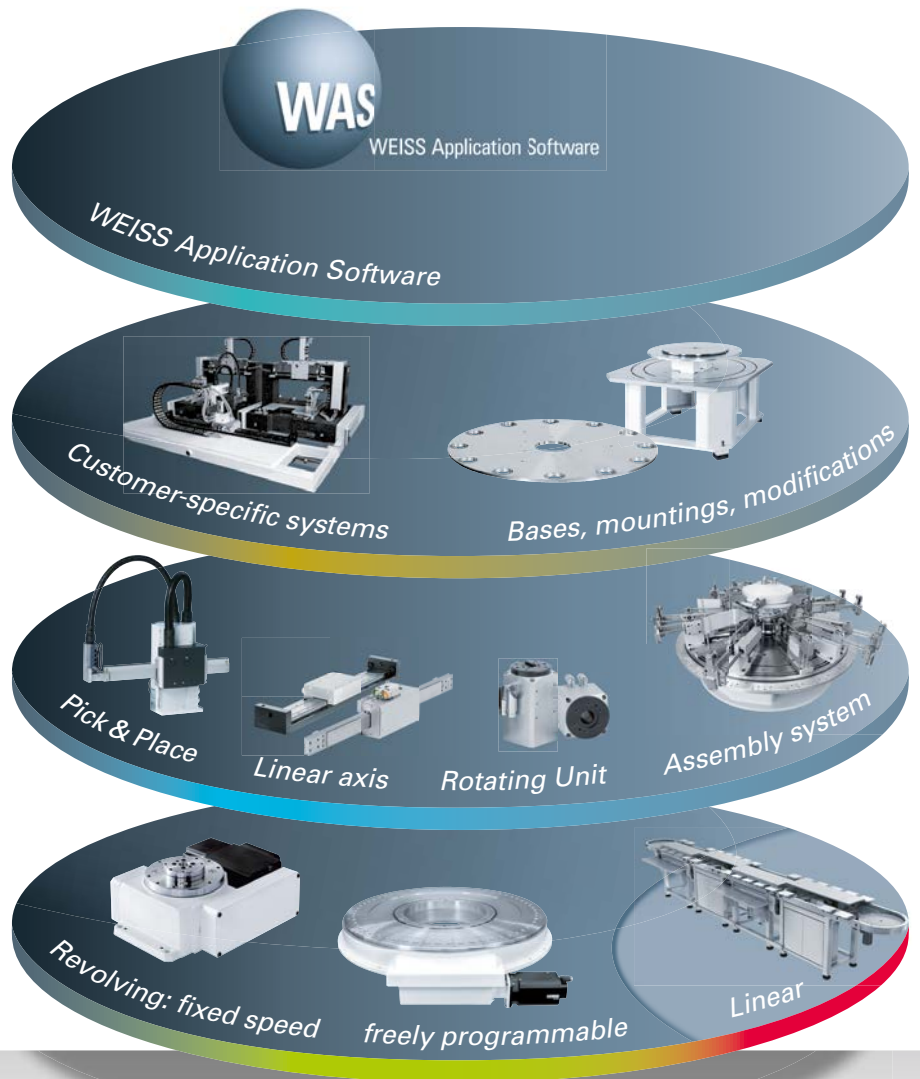 WAS
WEISS Application Software
WEISS Application Software
Customer-specific systems
Bases, mountings, modifications
Pick & Place
Linear axis
Rotating Unit
Assembly system
Revolving: fixed speed
freely programmable
Linear